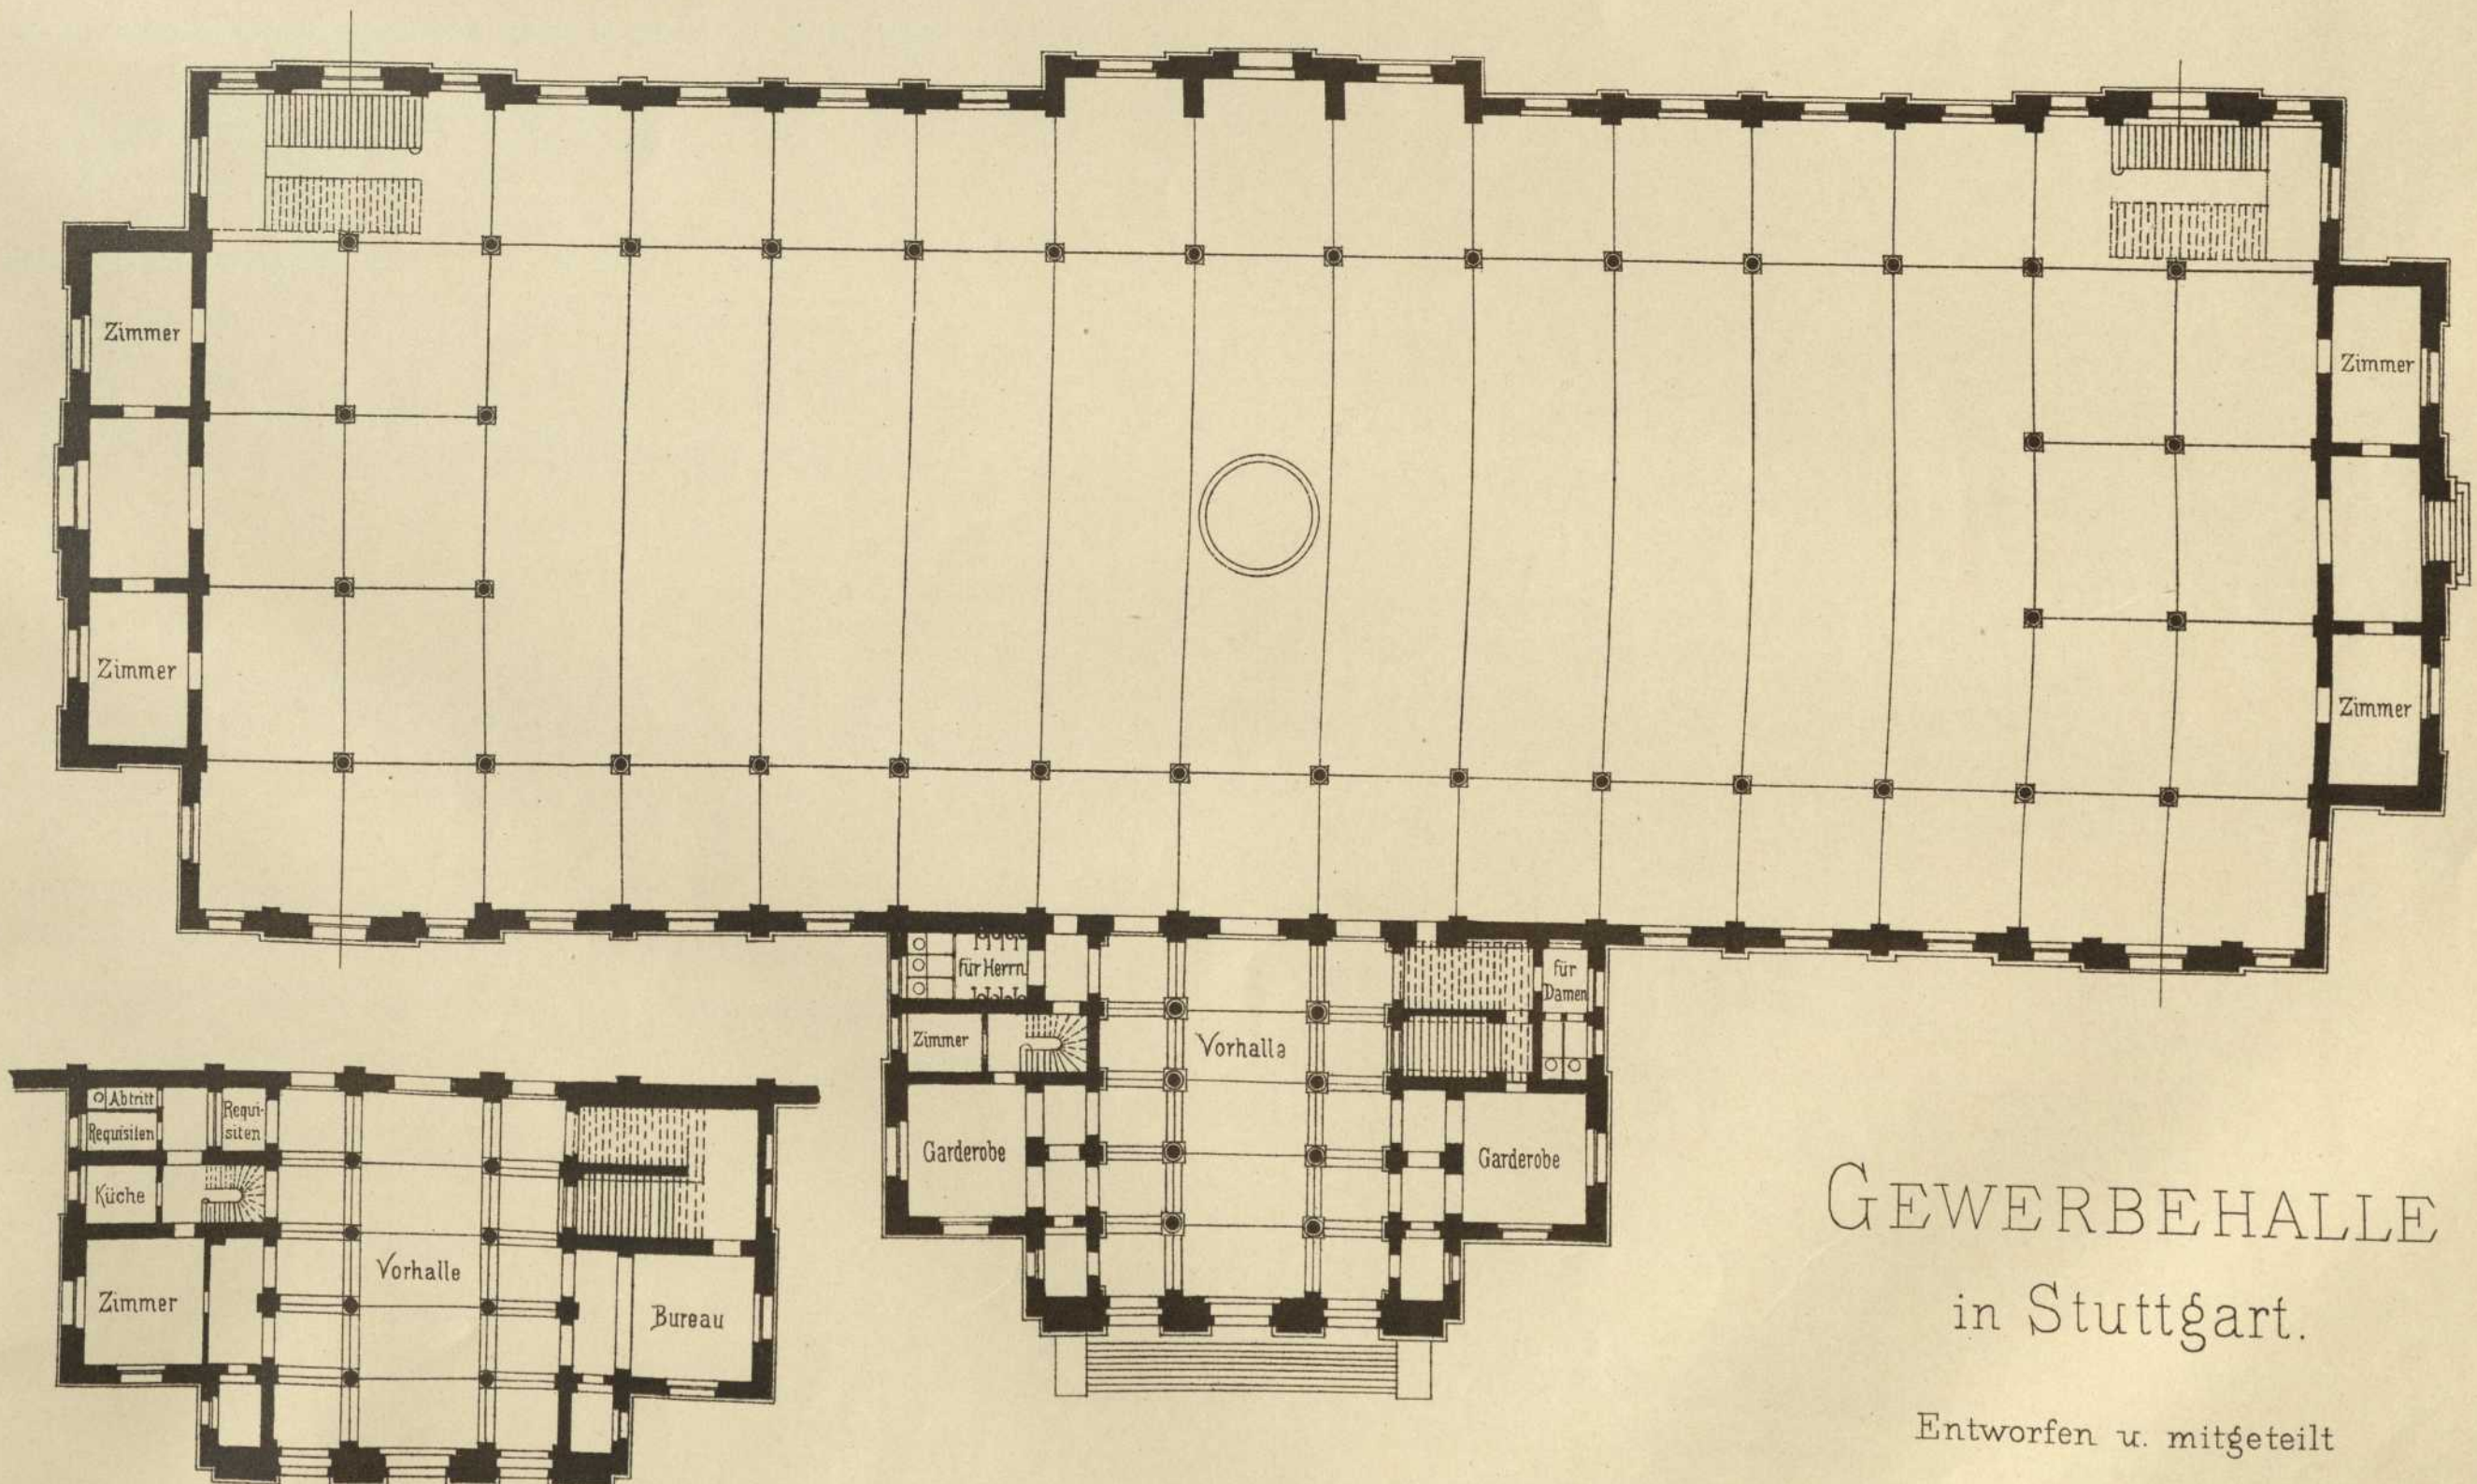 Zimmer
Zimmer
Zimmer
Zimmer
für Herrn
für
Damen
Zimmer
Vorhalla
Garderobe
Garderobe
Abtritt
Requi-
siten
Requisiten
Küche
Vorhalle
Zimmer
Bureau
GEWERBEHALLE
in Stuttgart.
Entworfen u. mitgeteilt